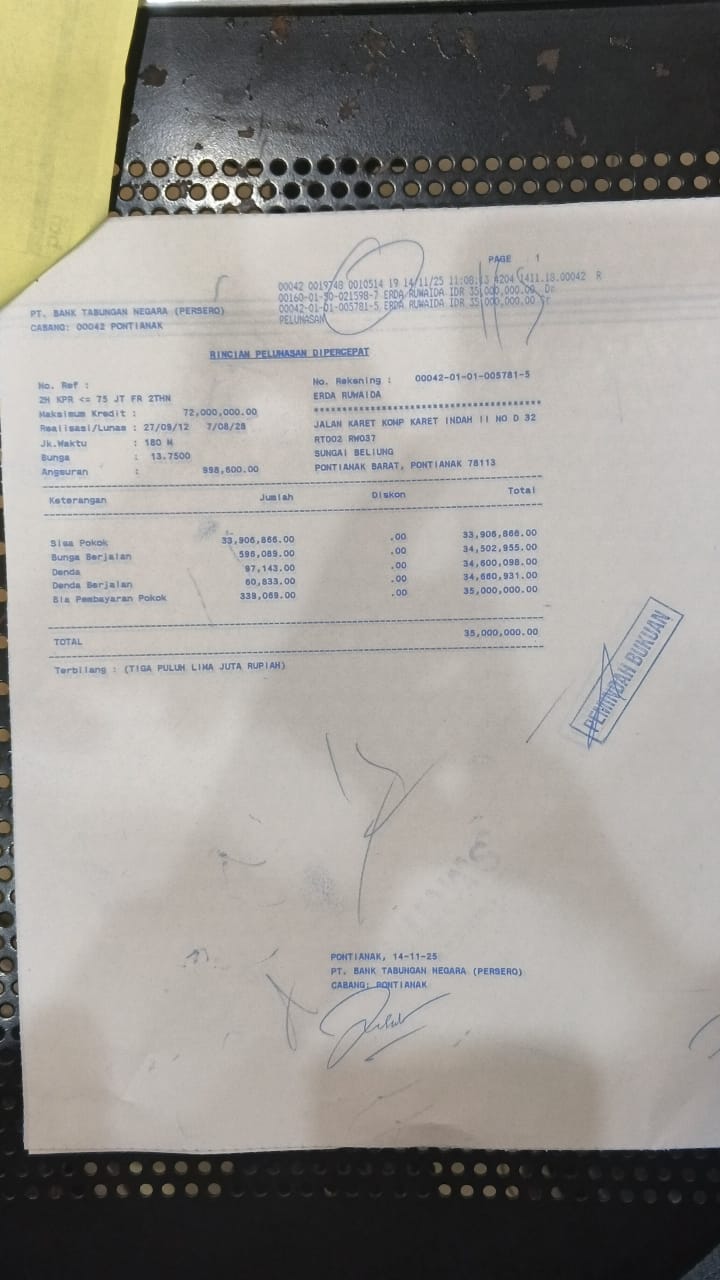 PAGE 1
00042 0019748 0010514 19 14/11/25 11:08:13 4204 1411.18.00042 R
00160-01-50-021598-7 ERDA RUWAIDA IDR 35,000,000.00 Dr
00042-01-01-005781-5 ERDA RUWAIDA IDR 35,000,000.00 Cr
PELUNASAN
PT. BANK TABUNGAN NEGARA (PERSERO)
CABANG: 00042 PONTIANAK
RINCIAN PELUNASAN DIPERCEPAT
No. Ref :
2H KPR <= 75 JT FR 2THN
Maksimum Kredit : 72,000,000.00
Realisasi/Lunas : 27/09/12 7/08/28
Jk.Waktu : 180 M
Bunga : 13.7500
Angsuran : 998,600.00
No. Rekening : 00042-01-01-005781-5
ERDA RUWAIDA
JALAN KARET KOMP KARET INDAH II NO D 32
RT002 RW037
SUNGAI BELIUNG
PONTIANAK BARAT, PONTIANAK 78113
Keterangan Jumlah Diskon Total
Sisa Pokok 33,906,866.00 .00 33,906,866.00
Bunga Berjalan 596,089.00 .00 34,502,955.00
Denda 97,143.00 .00 34,600,098.00
Denda Berjalan 60,833.00 .00 34,660,931.00
Bia Pembayaran Pokok 339,069.00 .00 35,000,000.00
TOTAL 35,000,000.00
Terbilang : (TIGA PULUH LIMA JUTA RUPIAH)
PEMINDAH BUKUAN
PONTIANAK, 14-11-25
PT. BANK TABUNGAN NEGARA (PERSERO)
CABANG: PONTIANAK